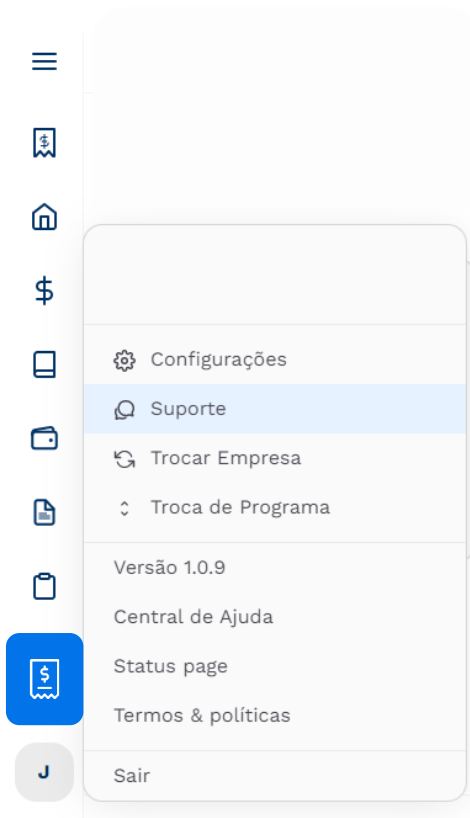 Configurações
Suporte
Trocar Empresa
Troca de Programa
Versão 1.0.9
Central de Ajuda
Status page
Termos & políticas
J
Sair